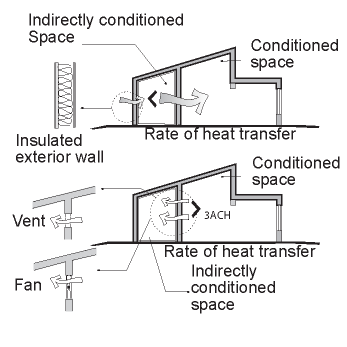 Indirectly conditioned
Space
Conditioned
space
Insulated
exterior wall
Rate of heat transfer
Conditioned
space
Vent
3ACH
Rate of heat transfer
Fan
Indirectly
conditioned
space